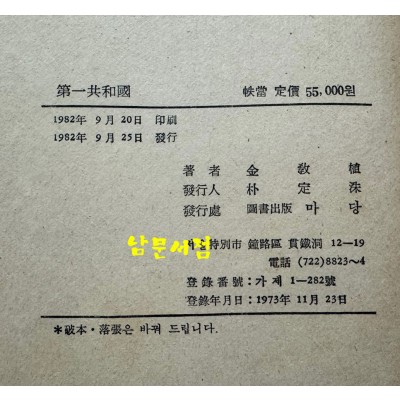 第一共和國 帙當 定價 55,000원
1982年 9月 20日 印刷
1982年 9月 25日 發行
著者 金敎植
發行人 朴定洙
發行處 圖書出版 마당
남문서점
特別市 鐘路區 貫鐵洞 12-19
電話 (722)8823~4
登錄番號: 가제 1-282號
登錄年月日: 1973年 11月 23日
*破本·落張은 바꿔 드립니다.